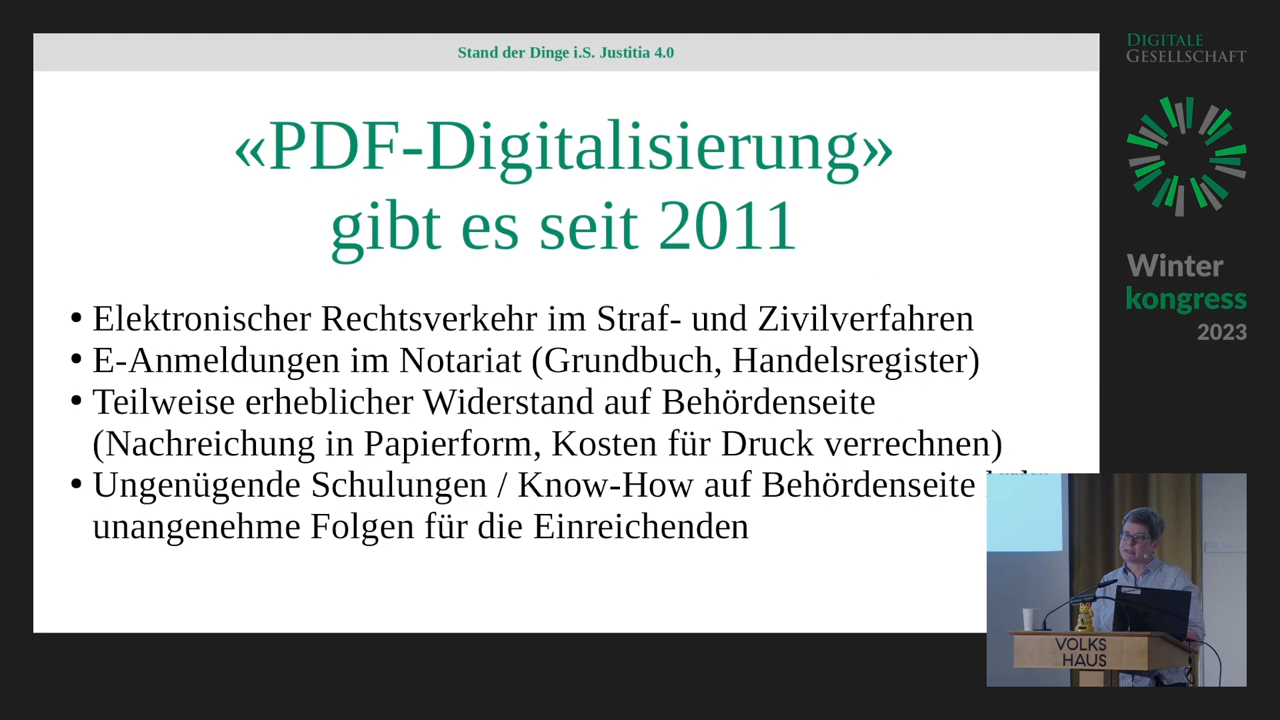 Stand der Dinge i.S. Justitia 4.0
«PDF-Digitalisierung»
gibt es seit 2011
• Elektronischer Rechtsverkehr im Straf- und Zivilverfahren
• E-Anmeldungen im Notariat (Grundbuch, Handelsregister)
• Teilweise erheblicher Widerstand auf Behördenseite
(Nachreichung in Papierform, Kosten für Druck verrechnen)
• Ungenügende Schulungen / Know-How auf Behördenseite
unangenehme Folgen für die Einreichenden
DIGITALE
GESELLSCHAFT
Winter
kongress
2023
VOLKS
HAUS